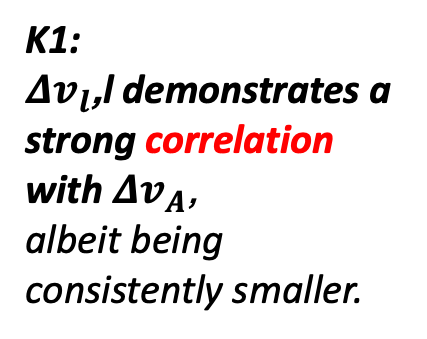 K1:
Δv_l,l demonstrates a
strong correlation
with Δv_A,
albeit being
consistently smaller.